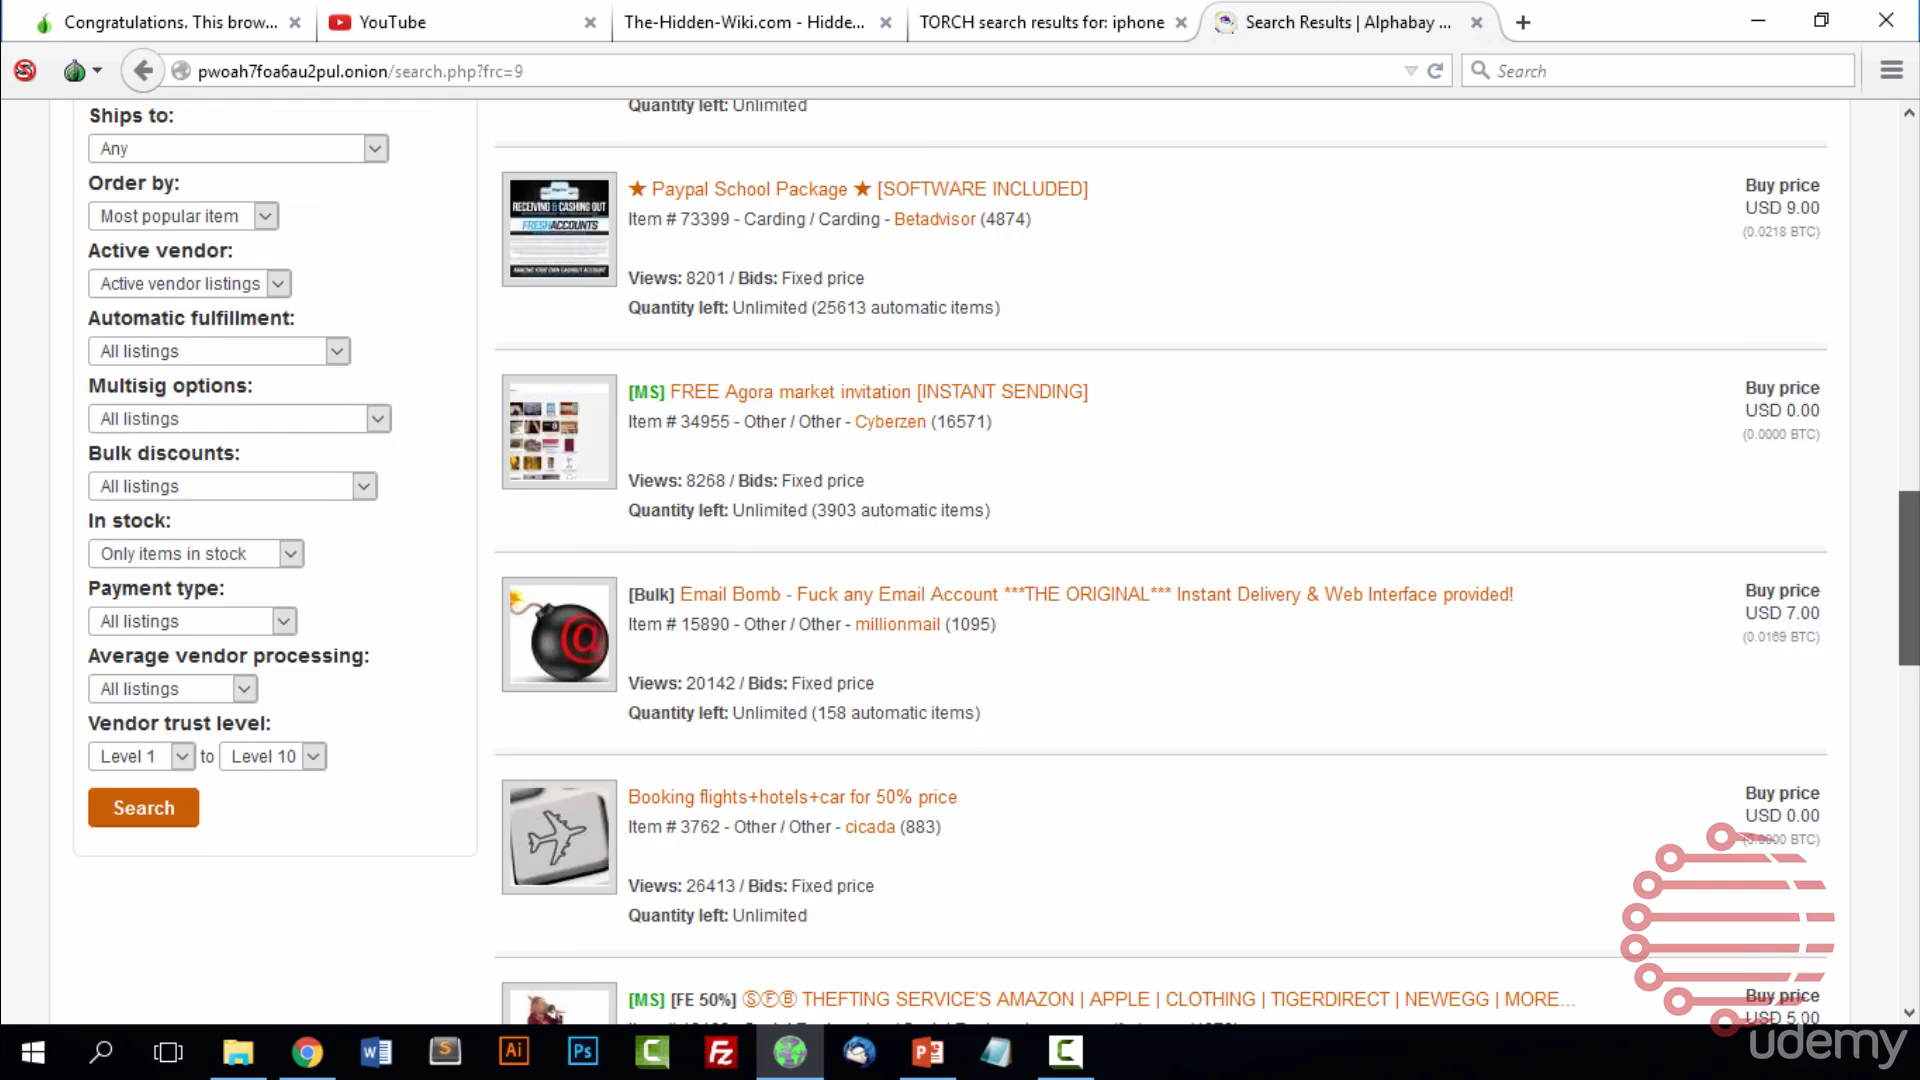 Congratulations. This brow...
YouTube
The-Hidden-Wiki.com - Hidde...
TORCH search results for: iphone
Search Results | Alphabay ...
pwoah7foa6au2pul.onion/search.php?frc=9
Search
Ships to:
Any
Order by:
Most popular item
Active vendor:
Active vendor listings
Automatic fulfillment:
All listings
Multisig options:
All listings
Bulk discounts:
All listings
In stock:
Only items in stock
Payment type:
All listings
Average vendor processing:
All listings
Vendor trust level:
Level 1 to Level 10
Search
Quantity left: Unlimited
RECEIVING & CASHING OUT
FRESH ACCOUNTS
★ Paypal School Package ★ [SOFTWARE INCLUDED]
Item # 73399 - Carding / Carding - Betadvisor (4874)
Views: 8201 / Bids: Fixed price
Quantity left: Unlimited (25613 automatic items)
Buy price
USD 9.00
(0.0218 BTC)
[MS] FREE Agora market invitation [INSTANT SENDING]
Item # 34955 - Other / Other - Cyberzen (16571)
Views: 8268 / Bids: Fixed price
Quantity left: Unlimited (3903 automatic items)
Buy price
USD 0.00
(0.0000 BTC)
@
[Bulk] Email Bomb - Fuck any Email Account ***THE ORIGINAL*** Instant Delivery & Web Interface provided!
Item # 15890 - Other / Other - millionmail (1095)
Views: 20142 / Bids: Fixed price
Quantity left: Unlimited (158 automatic items)
Buy price
USD 7.00
(0.0169 BTC)
Booking flights+hotels+car for 50% price
Item # 3762 - Other / Other - cicada (883)
Views: 26413 / Bids: Fixed price
Quantity left: Unlimited
Buy price
USD 0.00
(0.0000 BTC)
[MS] [FE 50%] ⓈⒻⒷ THEFTING SERVICE'S AMAZON | APPLE | CLOTHING | TIGERDIRECT | NEWEGG | MORE...
Buy price
USD 5.00
udemy